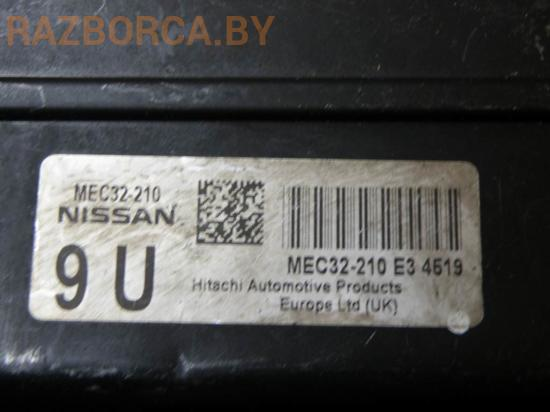 RAZBORCA.BY
MEC32-210
NISSAN
9 U
MEC32-210 E3 4519
Hitachi Automotive Products
Europe Ltd (UK)